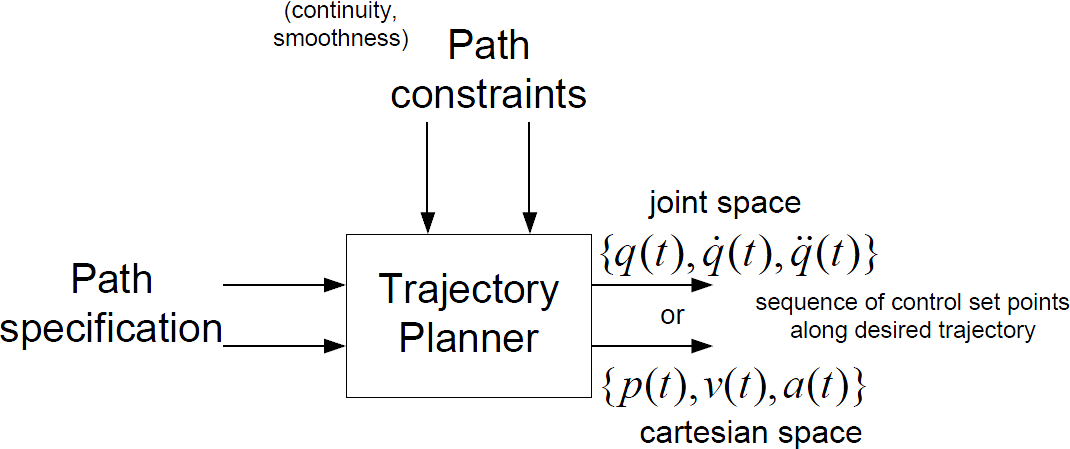 (continuity,
smoothness)
Path
constraints
joint space
{q(t), q̇(t), q̈(t)}
Path
specification
Trajectory
Planner
or
sequence of control set points
along desired trajectory
{p(t), v(t), a(t)}
cartesian space